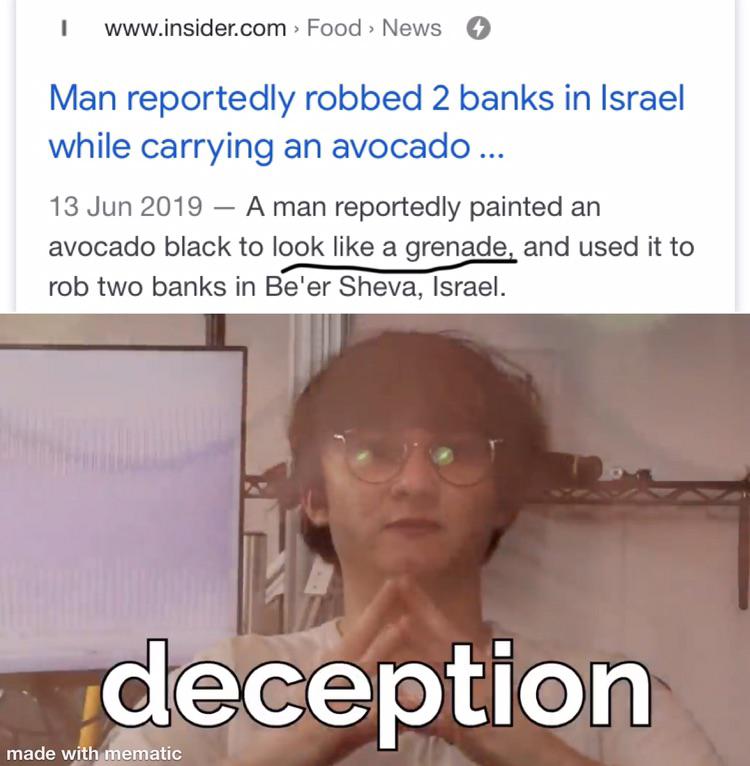 www.insider.com › Food › News
Man reportedly robbed 2 banks in Israel
while carrying an avocado ...
13 Jun 2019 — A man reportedly painted an
avocado black to look like a grenade, and used it to
rob two banks in Be'er Sheva, Israel.
deception
made with mematic